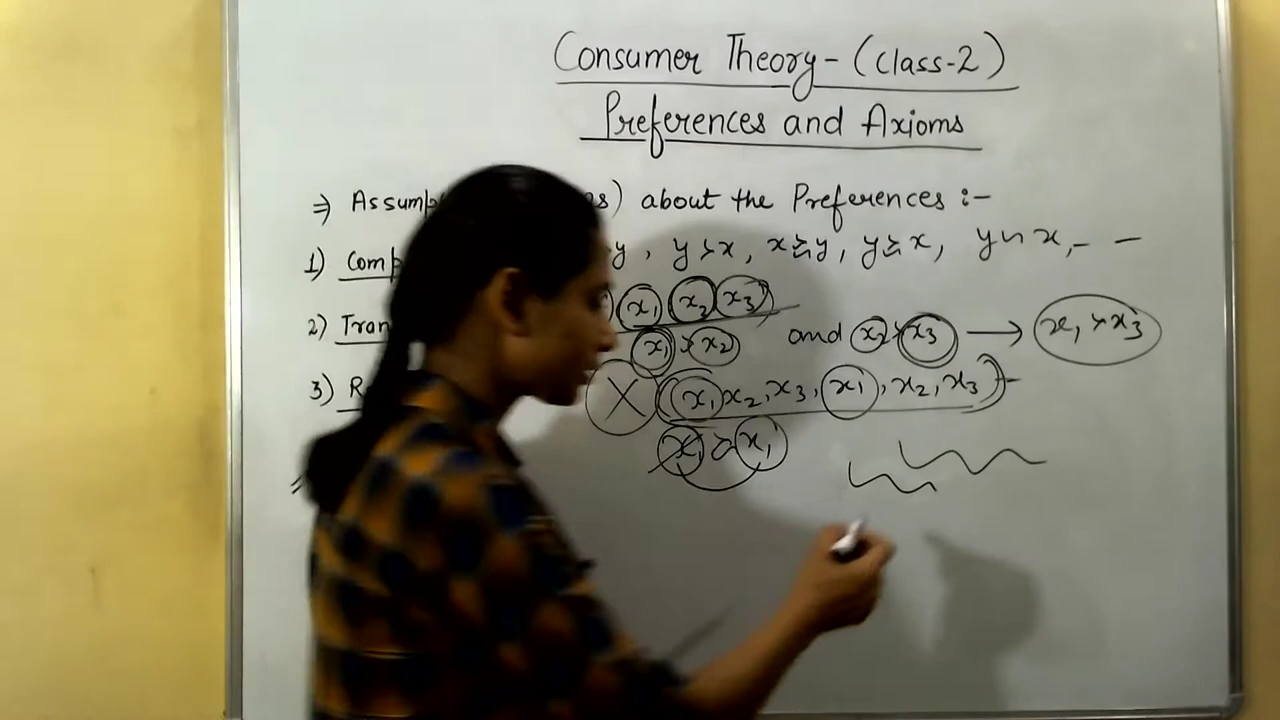 Consumer Theory - (Class-2)
Preferences and Axioms
⇒ Assump s) about the Preferences :-
1) Comp y, y≻x, x≿y, y≿x, y∽x, - -
2) Tran x₁ x₂ x₃)
x₁ ≻ x₂ and x₂ ≻ x₃ → x₁ ≻ x₃
3) R X (x₁ x₂, x₃, x₁, x₂, x₃) -
x₁ x₁